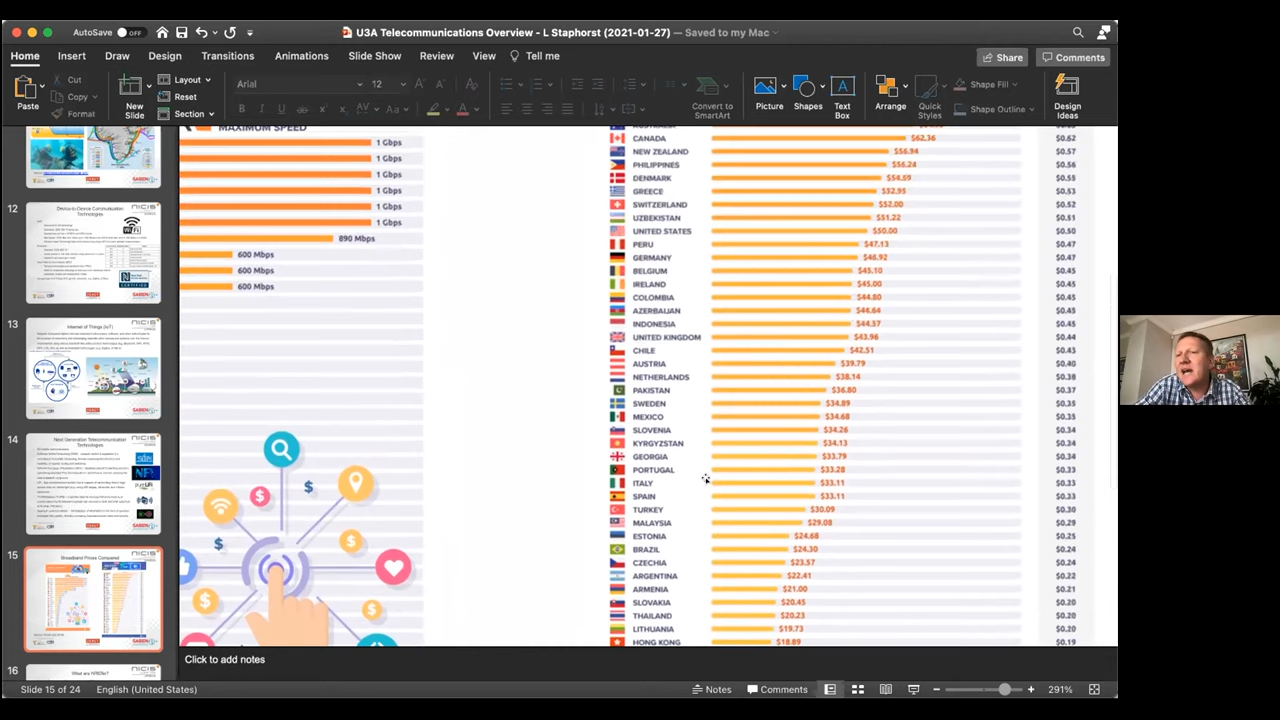 AutoSave OFF
U3A Telecommunications Overview - L Staphorst (2021-01-27) — Saved to my Mac
Home Insert Draw Design Transitions Animations Slide Show Review View Tell me
Share Comments
Paste
Cut
Copy
Format
New Slide
Layout
Reset
Section
Arial 12
Convert to SmartArt
Picture
Shapes
Text Box
Arrange
Quick Styles
Shape Fill
Shape Outline
Design Ideas
12
Device-to-Device Communication Technologies
13
Internet of Things (IoT)
14
Next Generation Telecommunication Technologies
15
Broadband Prices Compared
16
What are NRENs?
MAXIMUM SPEED
1 Gbps
1 Gbps
1 Gbps
1 Gbps
1 Gbps
1 Gbps
890 Mbps
600 Mbps
600 Mbps
600 Mbps
CANADA $62.36 $0.62
NEW ZEALAND $56.94 $0.57
PHILIPPINES $56.24 $0.56
DENMARK $54.69 $0.55
GREECE $52.95 $0.53
SWITZERLAND $52.00 $0.52
UZBEKISTAN $51.22 $0.51
UNITED STATES $50.00 $0.50
PERU $47.13 $0.47
GERMANY $46.92 $0.47
BELGIUM $45.10 $0.45
IRELAND $45.00 $0.45
COLOMBIA $44.80 $0.45
AZERBAIJAN $44.64 $0.45
INDONESIA $44.37 $0.45
UNITED KINGDOM $43.96 $0.44
CHILE $42.51 $0.43
AUSTRIA $39.79 $0.40
NETHERLANDS $38.14 $0.38
PAKISTAN $36.80 $0.37
SWEDEN $34.89 $0.35
MEXICO $34.68 $0.35
SLOVENIA $34.26 $0.34
KYRGYZSTAN $34.13 $0.34
GEORGIA $33.79 $0.34
PORTUGAL $33.28 $0.33
ITALY $33.11 $0.33
SPAIN $33.11 $0.33
TURKEY $30.09 $0.30
MALAYSIA $29.08 $0.29
ESTONIA $24.68 $0.25
BRAZIL $24.30 $0.24
CZECHIA $23.57 $0.24
ARGENTINA $22.41 $0.22
ARMENIA $21.00 $0.21
SLOVAKIA $20.45 $0.20
THAILAND $20.23 $0.20
LITHUANIA $19.73 $0.20
HONG KONG $18.89 $0.19
Click to add notes
Slide 15 of 24 English (United States) Notes Comments 291%